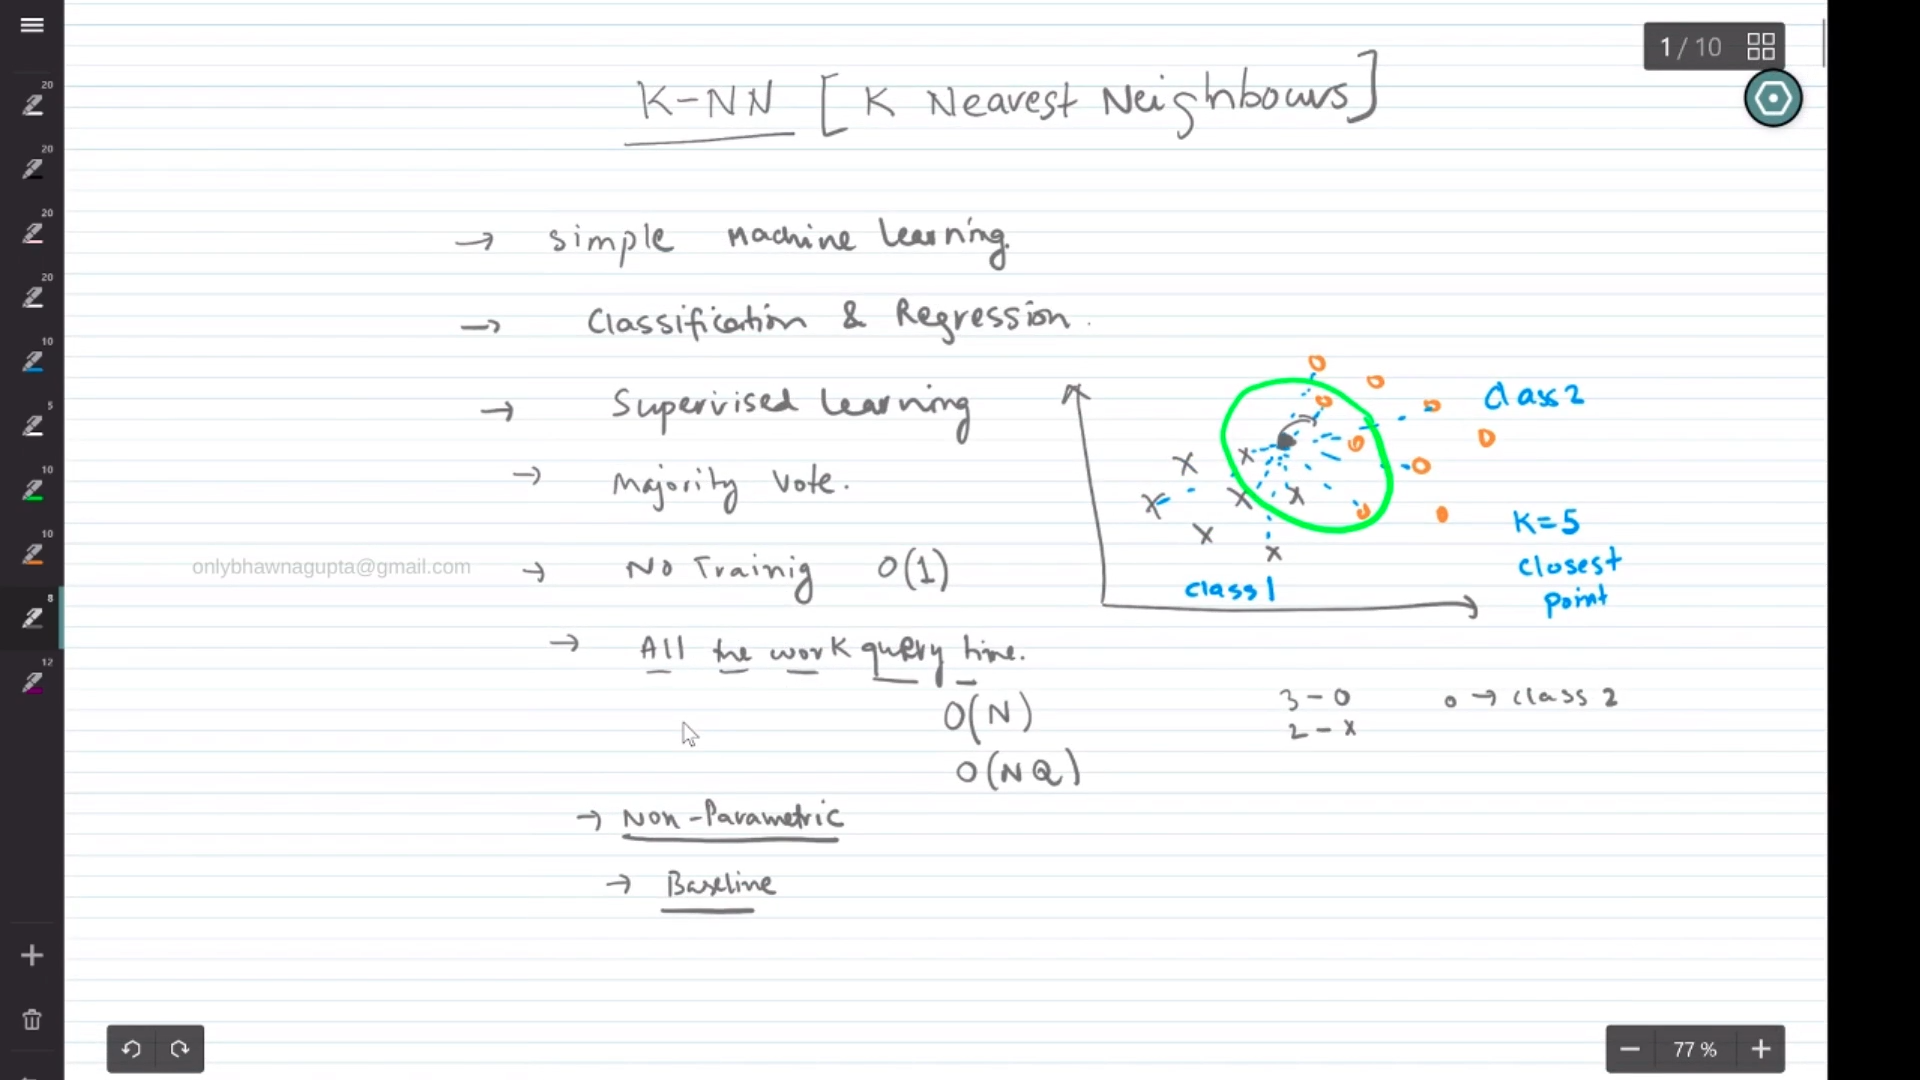 1 / 10
K-NN [ K Nearest Neighbours ]
20
20
20
20
10
5
10
10
8
12
→ simple Machine learning.
→ Classification & Regression.
→ Supervised learning
→ Majority Vote.
→ No Trainig O(1)
→ All the work query time.
O(N)
O(NQ)
→ Non-Parametric
→ Baseline
class 2
K=5
closest
point
class 1
3 - O
2 - X
o → class 2
onlybhawnagupta@gmail.com
77 %